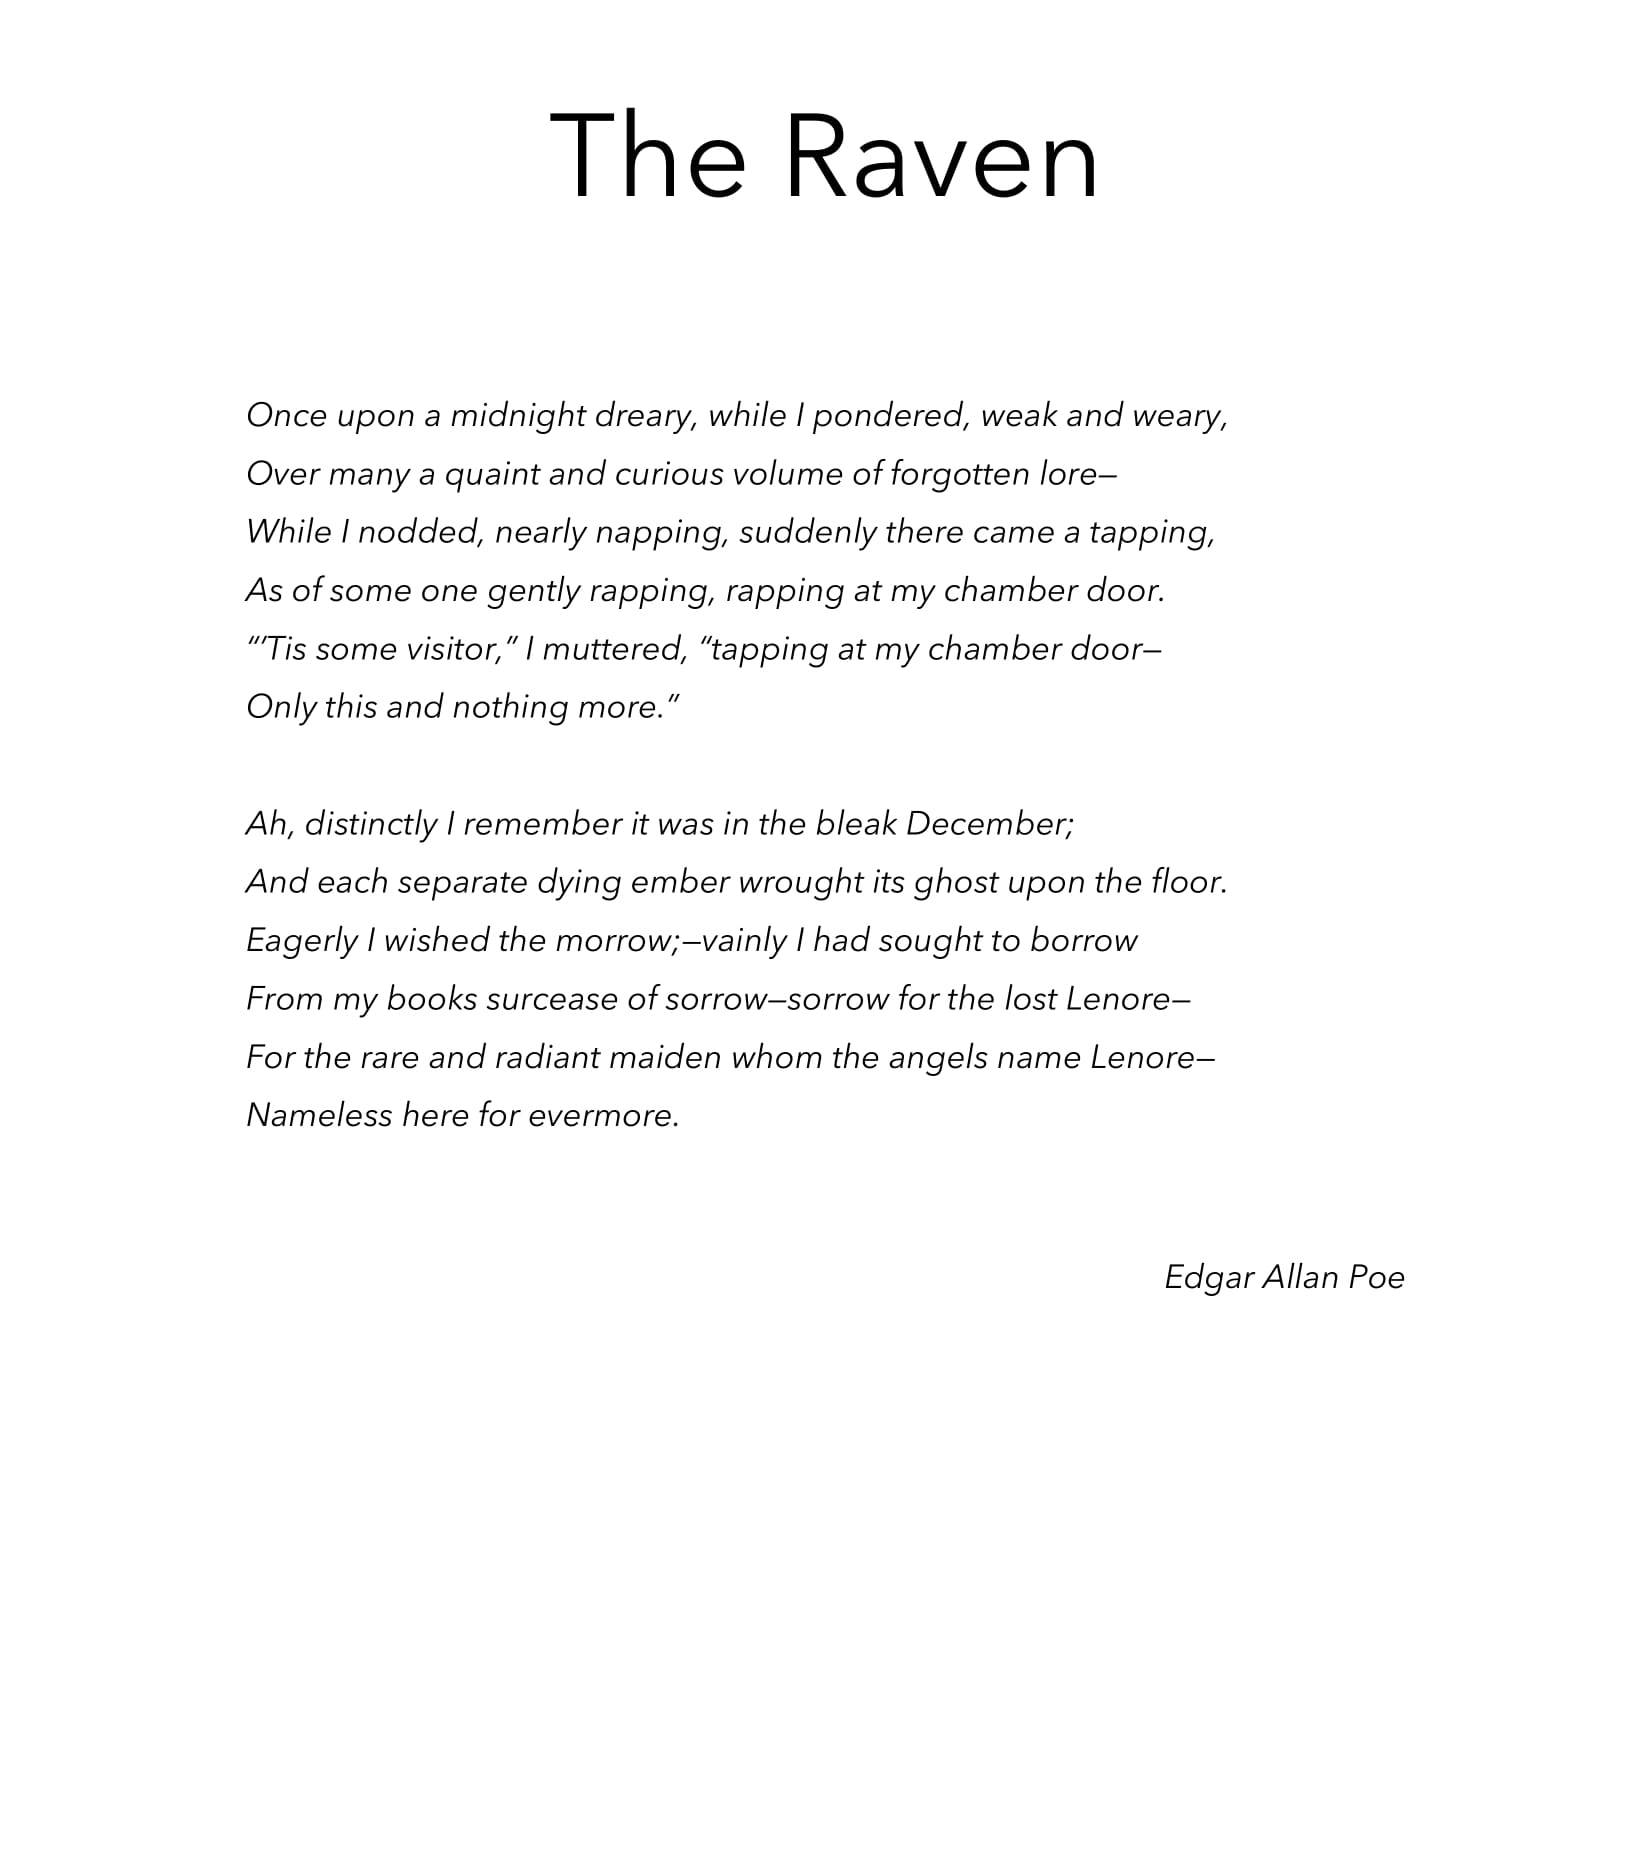 The Raven
Once upon a midnight dreary, while I pondered, weak and weary,
Over many a quaint and curious volume of forgotten lore—
While I nodded, nearly napping, suddenly there came a tapping,
As of some one gently rapping, rapping at my chamber door.
“’Tis some visitor,” I muttered, “tapping at my chamber door—
Only this and nothing more.”
Ah, distinctly I remember it was in the bleak December;
And each separate dying ember wrought its ghost upon the floor.
Eagerly I wished the morrow;—vainly I had sought to borrow
From my books surcease of sorrow—sorrow for the lost Lenore—
For the rare and radiant maiden whom the angels name Lenore—
Nameless here for evermore.
Edgar Allan Poe